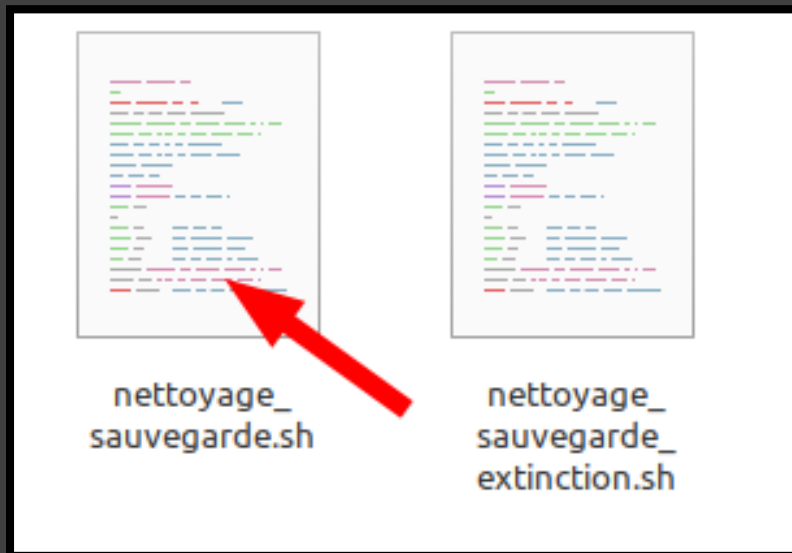 nettoyage_
sauvegarde.sh
nettoyage_
sauvegarde_
extinction.sh